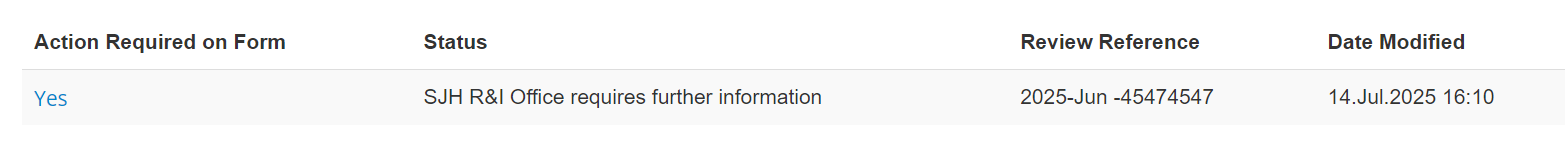 Action Required on Form Status Review Reference Date Modified
Yes SJH R&I Office requires further information 2025-Jun -45474547 14.Jul.2025 16:10